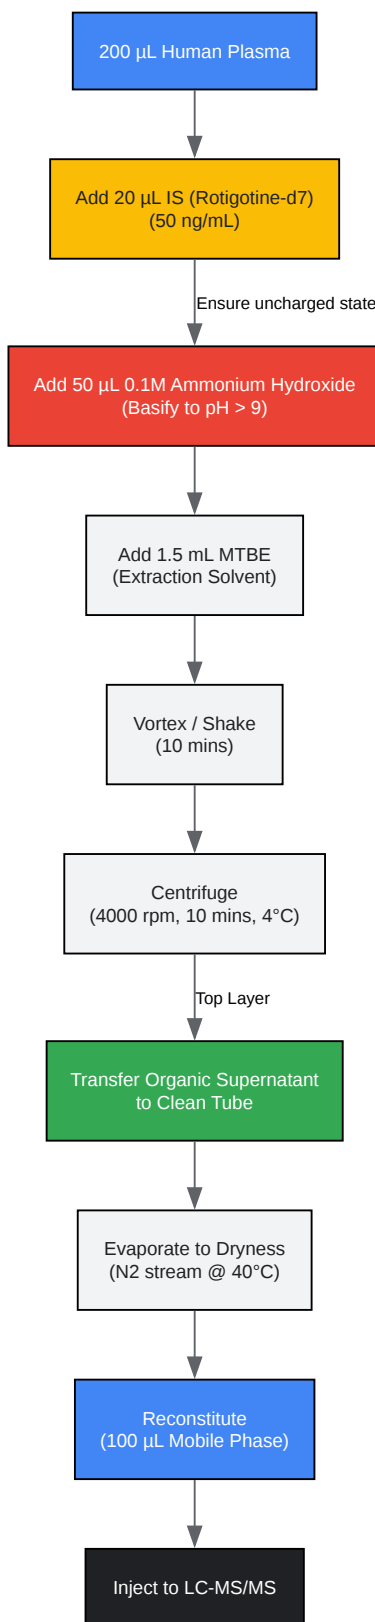 200 µL Human Plasma
Add 20 µL IS (Rotigotine-d7)
(50 ng/mL)
Ensure uncharged state
Add 50 µL 0.1M Ammonium Hydroxide
(Basify to pH > 9)
Add 1.5 mL MTBE
(Extraction Solvent)
Vortex / Shake
(10 mins)
Centrifuge
(4000 rpm, 10 mins, 4°C)
Top Layer
Transfer Organic Supernatant
to Clean Tube
Evaporate to Dryness
(N2 stream @ 40°C)
Reconstitute
(100 µL Mobile Phase)
Inject to LC-MS/MS